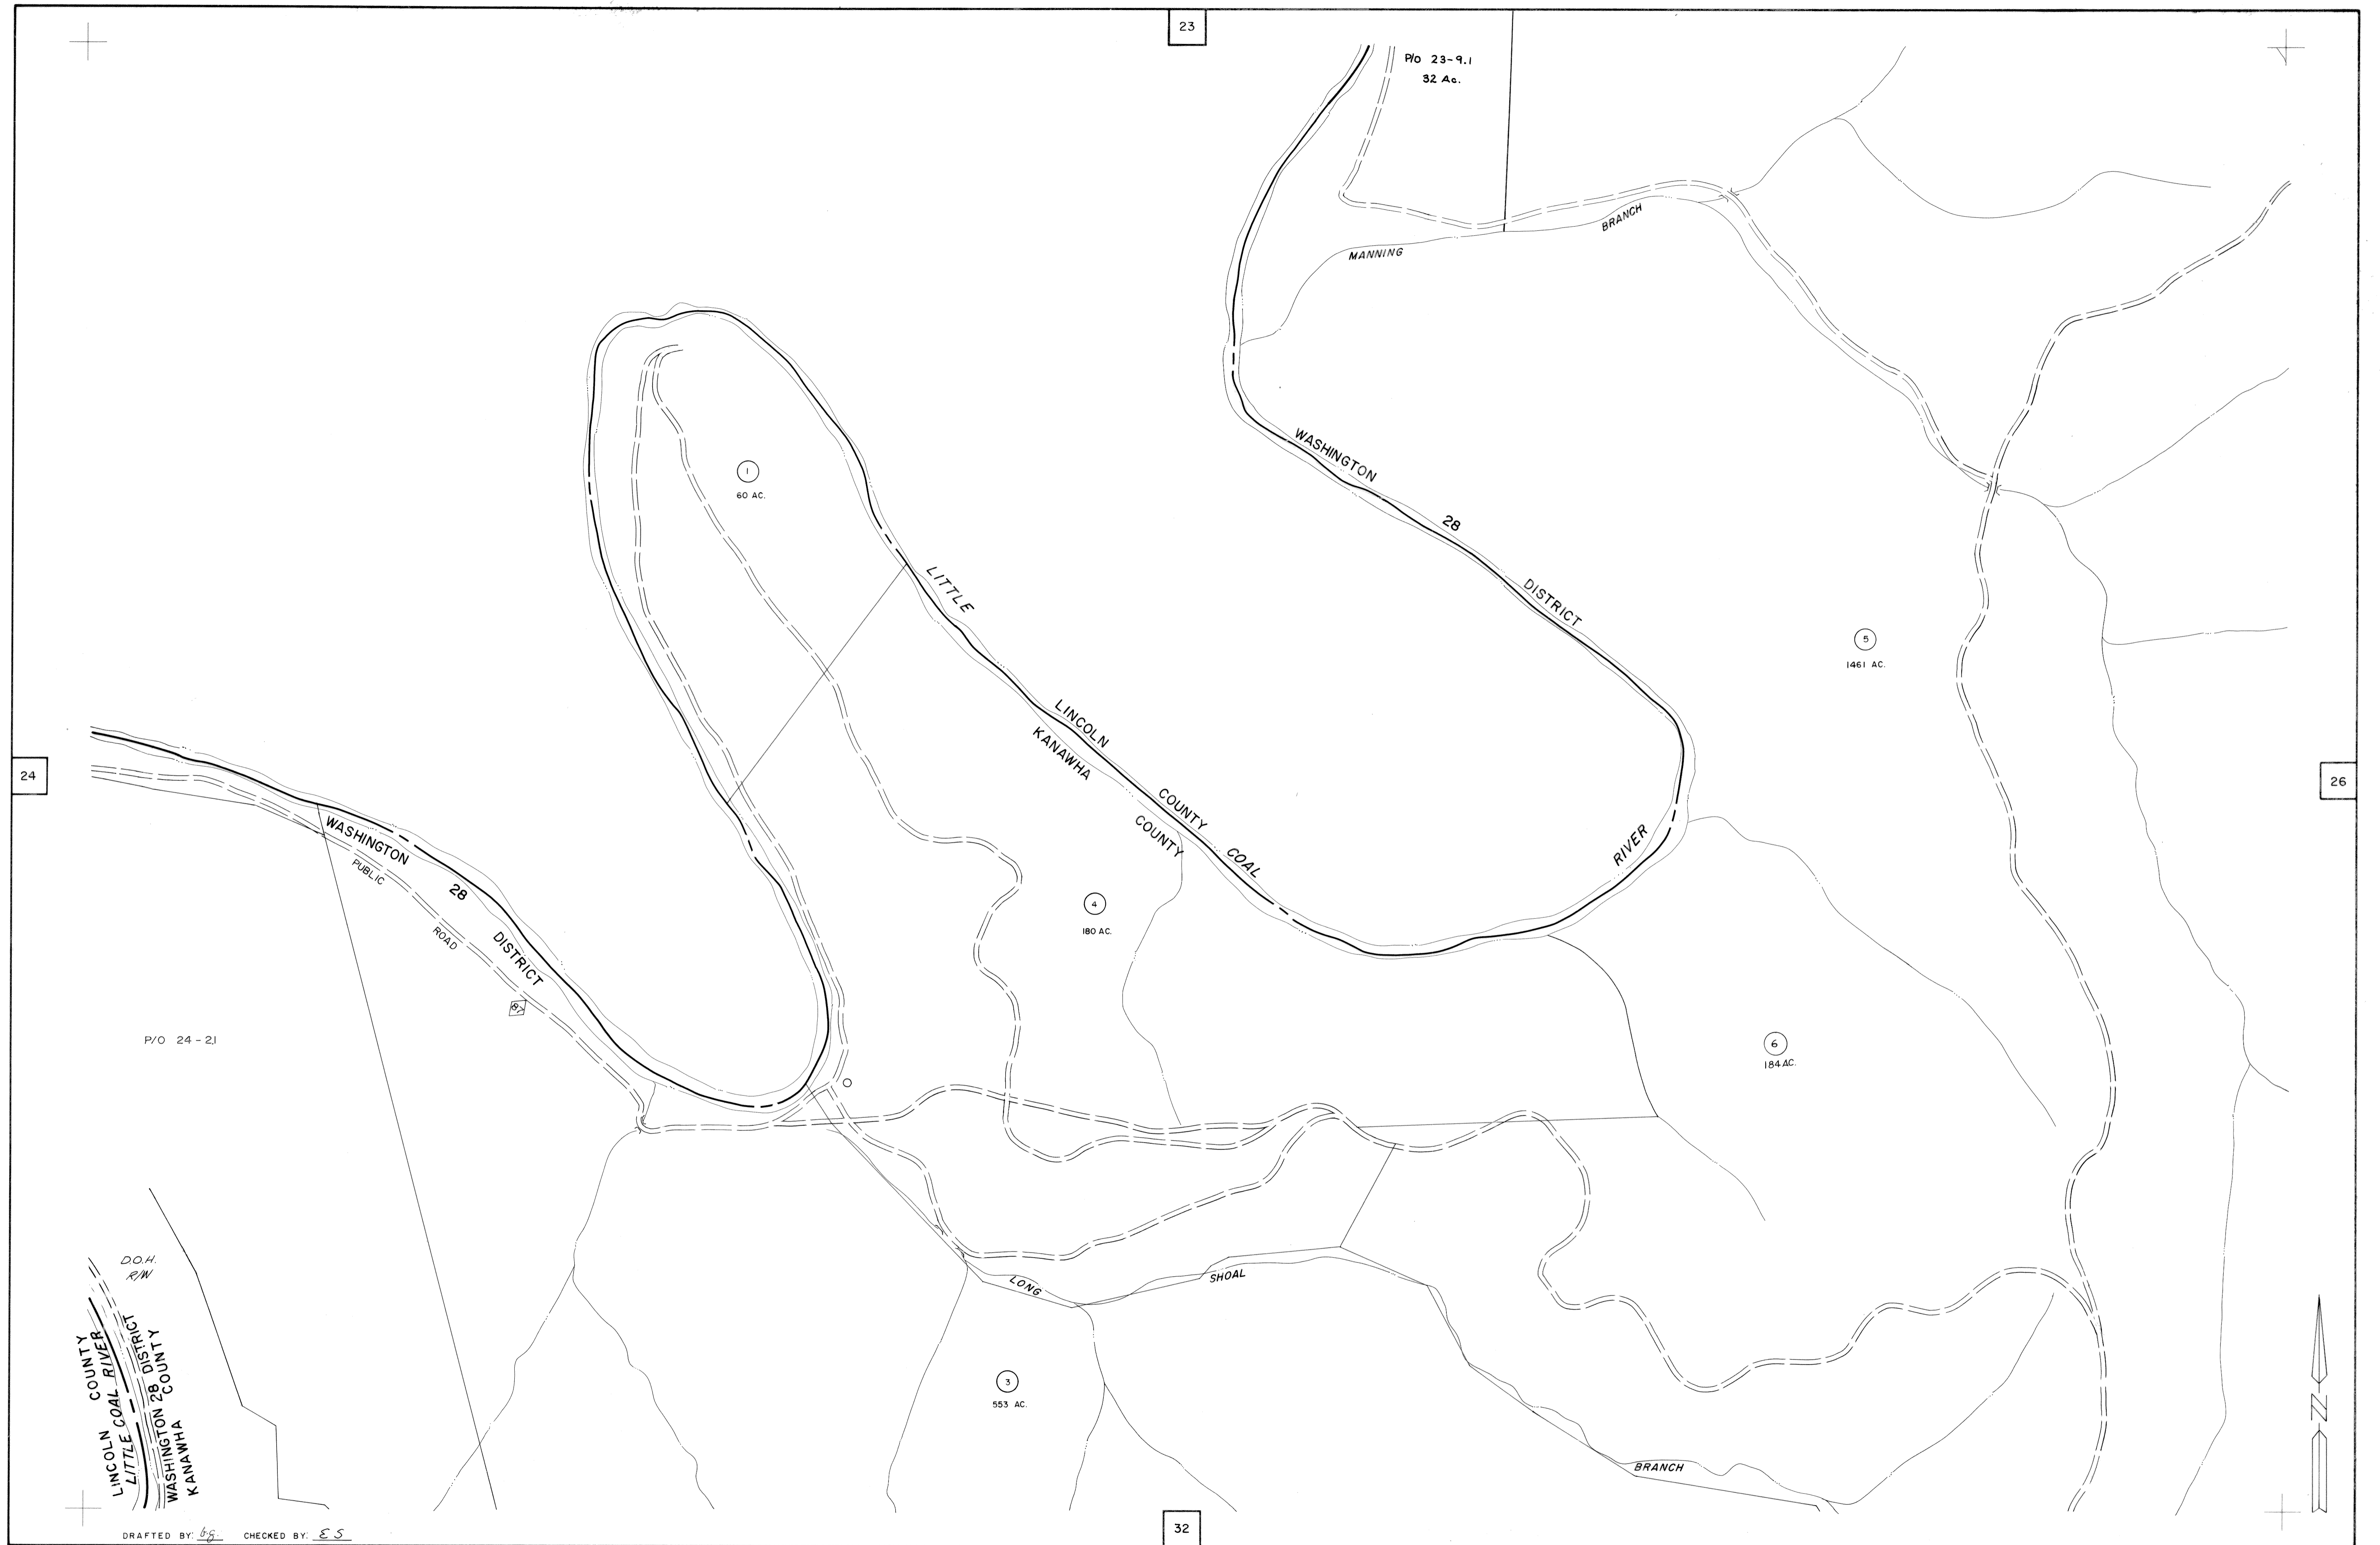 23
P/O 23-9.1
32 Ac.
MANNING BRANCH
1
60 AC.
WASHINGTON 28 DISTRICT
LITTLE COAL RIVER
LINCOLN COUNTY
KANAWHA COUNTY
5
1461 AC.
24
26
WASHINGTON 28 DISTRICT
PUBLIC ROAD
4
180 AC.
P/O 24-2.1
6
184 AC.
D.O.H.
R/W
LONG SHOAL BRANCH
LINCOLN COUNTY
LITTLE COAL RIVER
WASHINGTON 28 DISTRICT
KANAWHA COUNTY
3
553 AC.
N
DRAFTED BY: CHECKED BY: E S
32